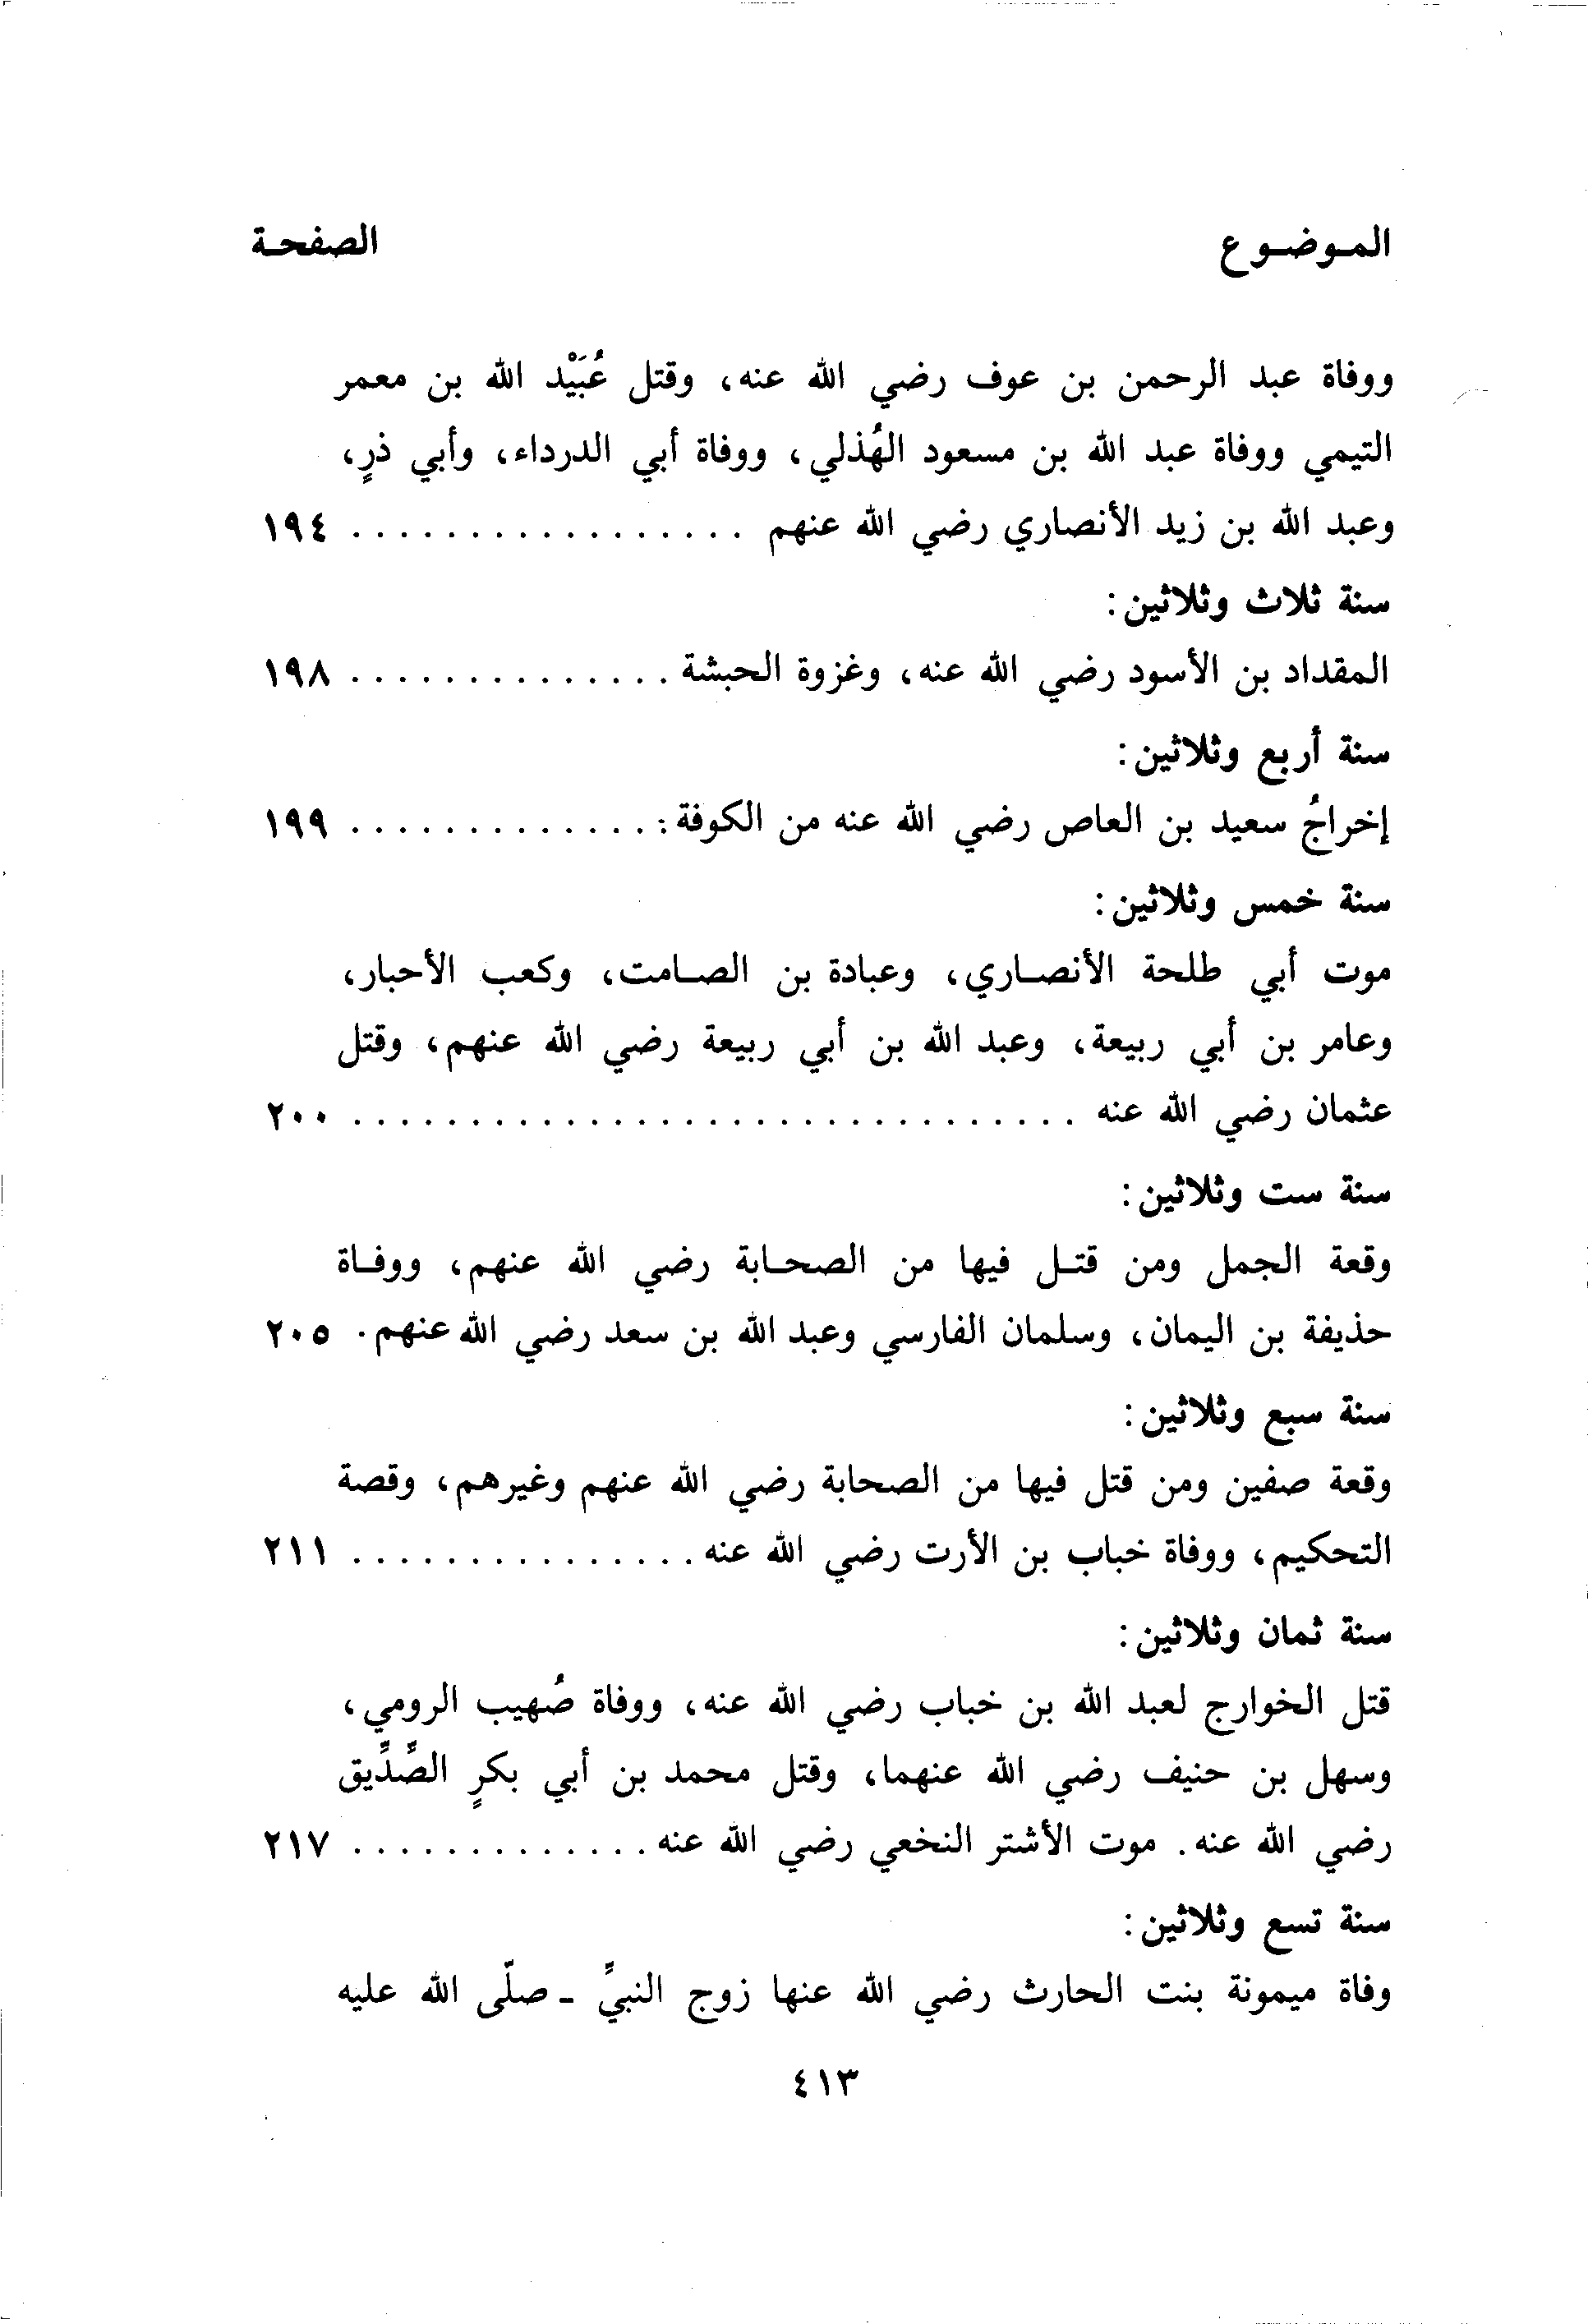 الموضوع الصفحة
ووفاة عبد الرحمن بن عوف رضي الله عنه، وقتل عُبَيْد الله بن معمر
التيمي ووفاة عبد الله بن مسعود الهُذلي، ووفاة أبي الدرداء، وأبي ذرٍ،
وعبد الله بن زيد الأنصاري رضي الله عنهم . . . . . . . . . . . . . . . . . ١٩٤
سنة ثلاث وثلاثين:
المقداد بن الأسود رضي الله عنه، وغزوة الحبشة . . . . . . . . . . . . . . ١٩٨
سنة أربع وثلاثين:
إخراجُ سعيد بن العاص رضي الله عنه من الكوفة: . . . . . . . . . . . . . ١٩٩
سنة خمس وثلاثين:
موت أبي طلحة الأنصاري، وعبادة بن الصامت، وكعب الأحبار،
وعامر بن أبي ربيعة، وعبد الله بن أبي ربيعة رضي الله عنهم، وقتل
عثمان رضي الله عنه . . . . . . . . . . . . . . . . . . . . . . . . . . . . . . . ٢٠٠
سنة ست وثلاثين:
وقعة الجمل ومن قتل فيها من الصحابة رضي الله عنهم، ووفاة
حذيفة بن اليمان، وسلمان الفارسي وعبد الله بن سعد رضي الله عنهم . ٢٠٥
سنة سبع وثلاثين:
وقعة صفين ومن قتل فيها من الصحابة رضي الله عنهم وغيرهم، وقصة
التحكيم، ووفاة خباب بن الأرت رضي الله عنه . . . . . . . . . . . . . . . ٢١١
سنة ثمان وثلاثين:
قتل الخوارج لعبد الله بن خباب رضي الله عنه، ووفاة صُهيب الرومي،
وسهل بن حنيف رضي الله عنهما، وقتل محمد بن أبي بكرٍ الصِّدِّيق
رضي الله عنه. موت الأشتر النخعي رضي الله عنه . . . . . . . . . . . . . ٢١٧
سنة تسع وثلاثين:
وفاة ميمونة بنت الحارث رضي الله عنها زوج النبيِّ - صلّى الله عليه
٤١٣